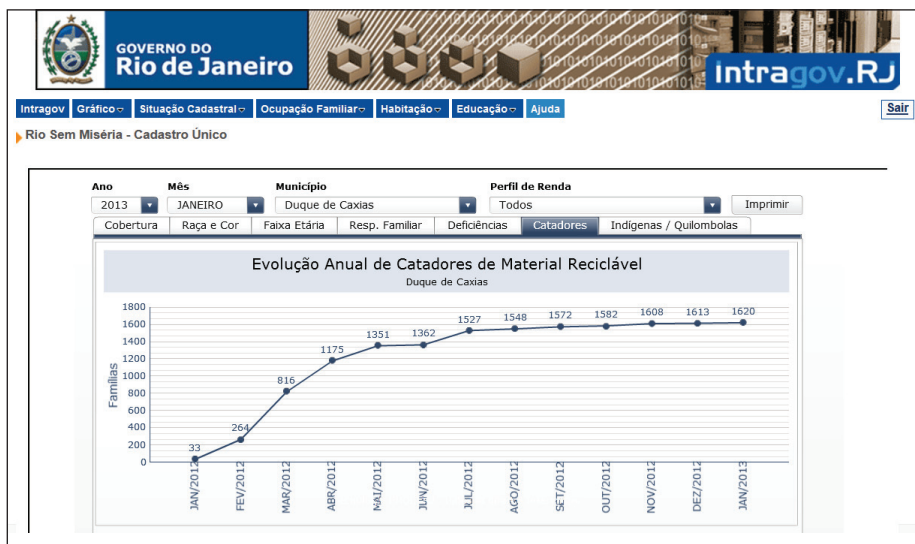 GOVERNO DO
Rio de Janeiro
Intragov.RJ
Intragov Gráfico Situação Cadastral Ocupação Familiar Habitação Educação Ajuda Sair
Rio Sem Miséria - Cadastro Único
Ano Mês Município Perfil de Renda
2013 JANEIRO Duque de Caxias Todos Imprimir
Cobertura Raça e Cor Faixa Etária Resp. Familiar Deficiências Catadores Indígenas / Quilombolas
Evolução Anual de Catadores de Material Reciclável
Duque de Caxias
Famílias
1800
1600
1400
1200
1000
800
600
400
200
0
33 264 816 1175 1351 1362 1527 1548 1572 1582 1608 1613 1620
JAN/2012 FEV/2012 MAR/2012 ABR/2012 MAI/2012 JUN/2012 JUL/2012 AGO/2012 SET/2012 OUT/2012 NOV/2012 DEZ/2012 JAN/2013